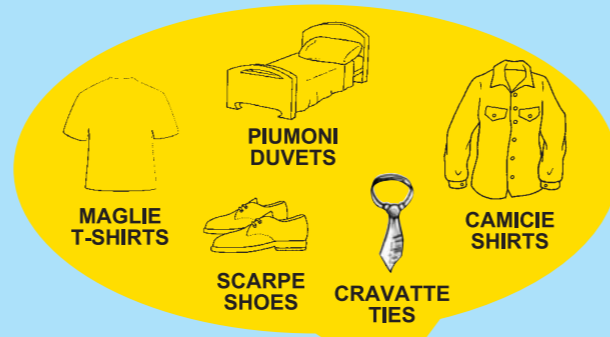 PIUMONI
DUVETS
MAGLIE
T-SHIRTS
CAMICIE
SHIRTS
SCARPE
SHOES
CRAVATTE
TIES